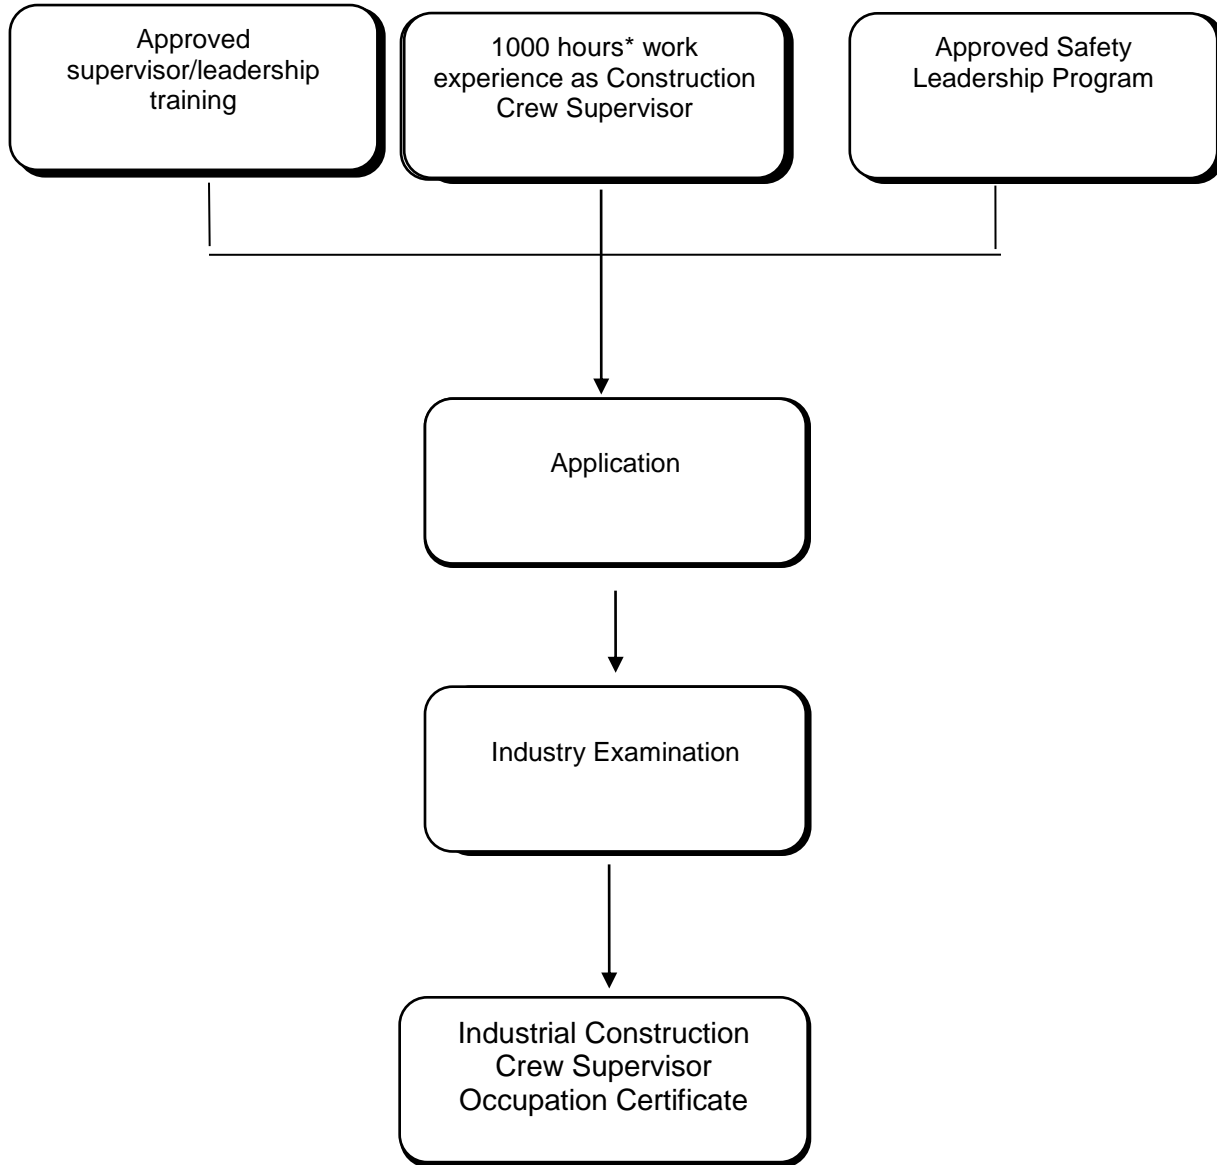 Approved
supervisor/leadership
training
1000 hours* work
experience as Construction
Crew Supervisor
Approved Safety
Leadership Program
Application
Industry Examination
Industrial Construction
Crew Supervisor
Occupation Certificate